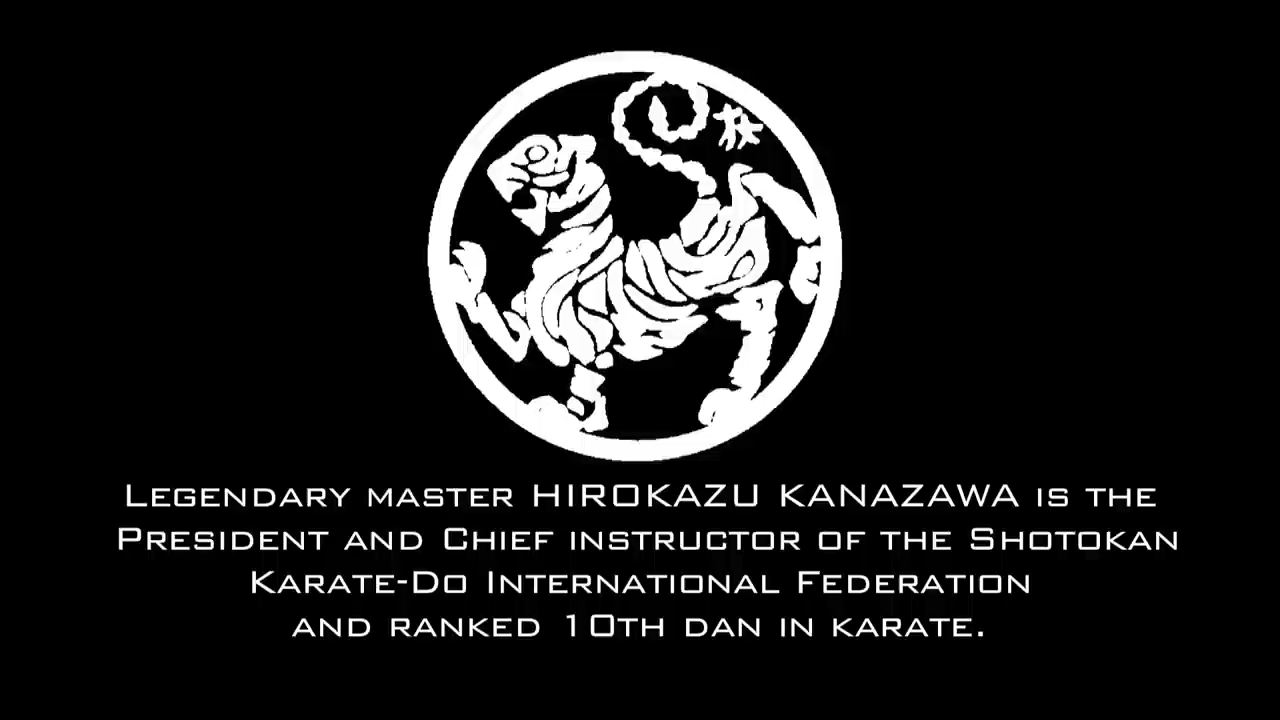 Legendary master HIROKAZU KANAZAWA is the
President and Chief instructor of the Shotokan
Karate-Do International Federation
and ranked 10th dan in karate.